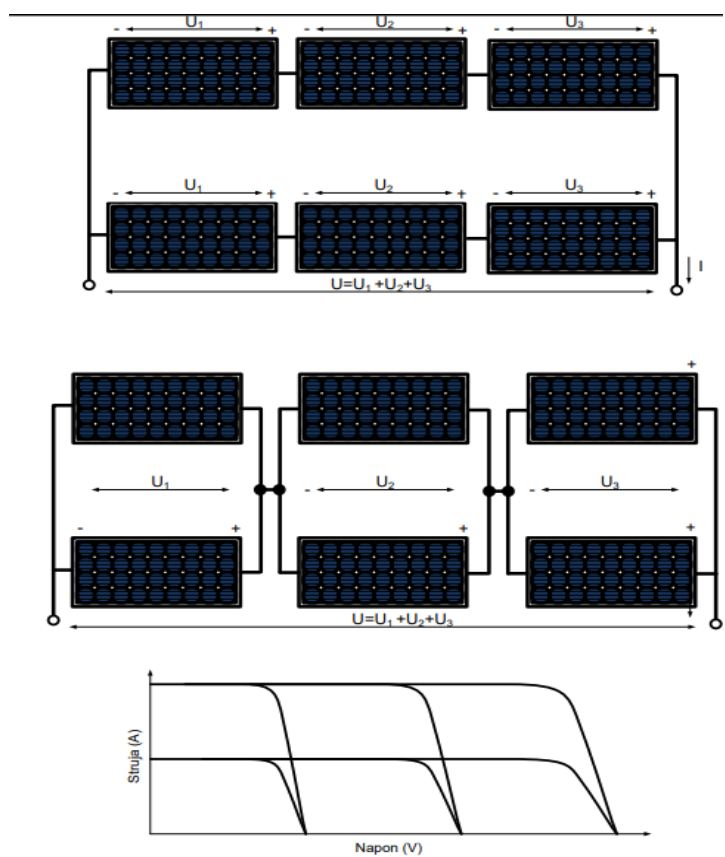 U₁ U₂ U₃
- + - + - +
U₁ U₂ U₃
- + - + - +
I
U=U₁ +U₂+U₃
+
U₁ U₂ U₃
- -
- + + +
U=U₁ +U₂+U₃
Struja (A)
Napon (V)